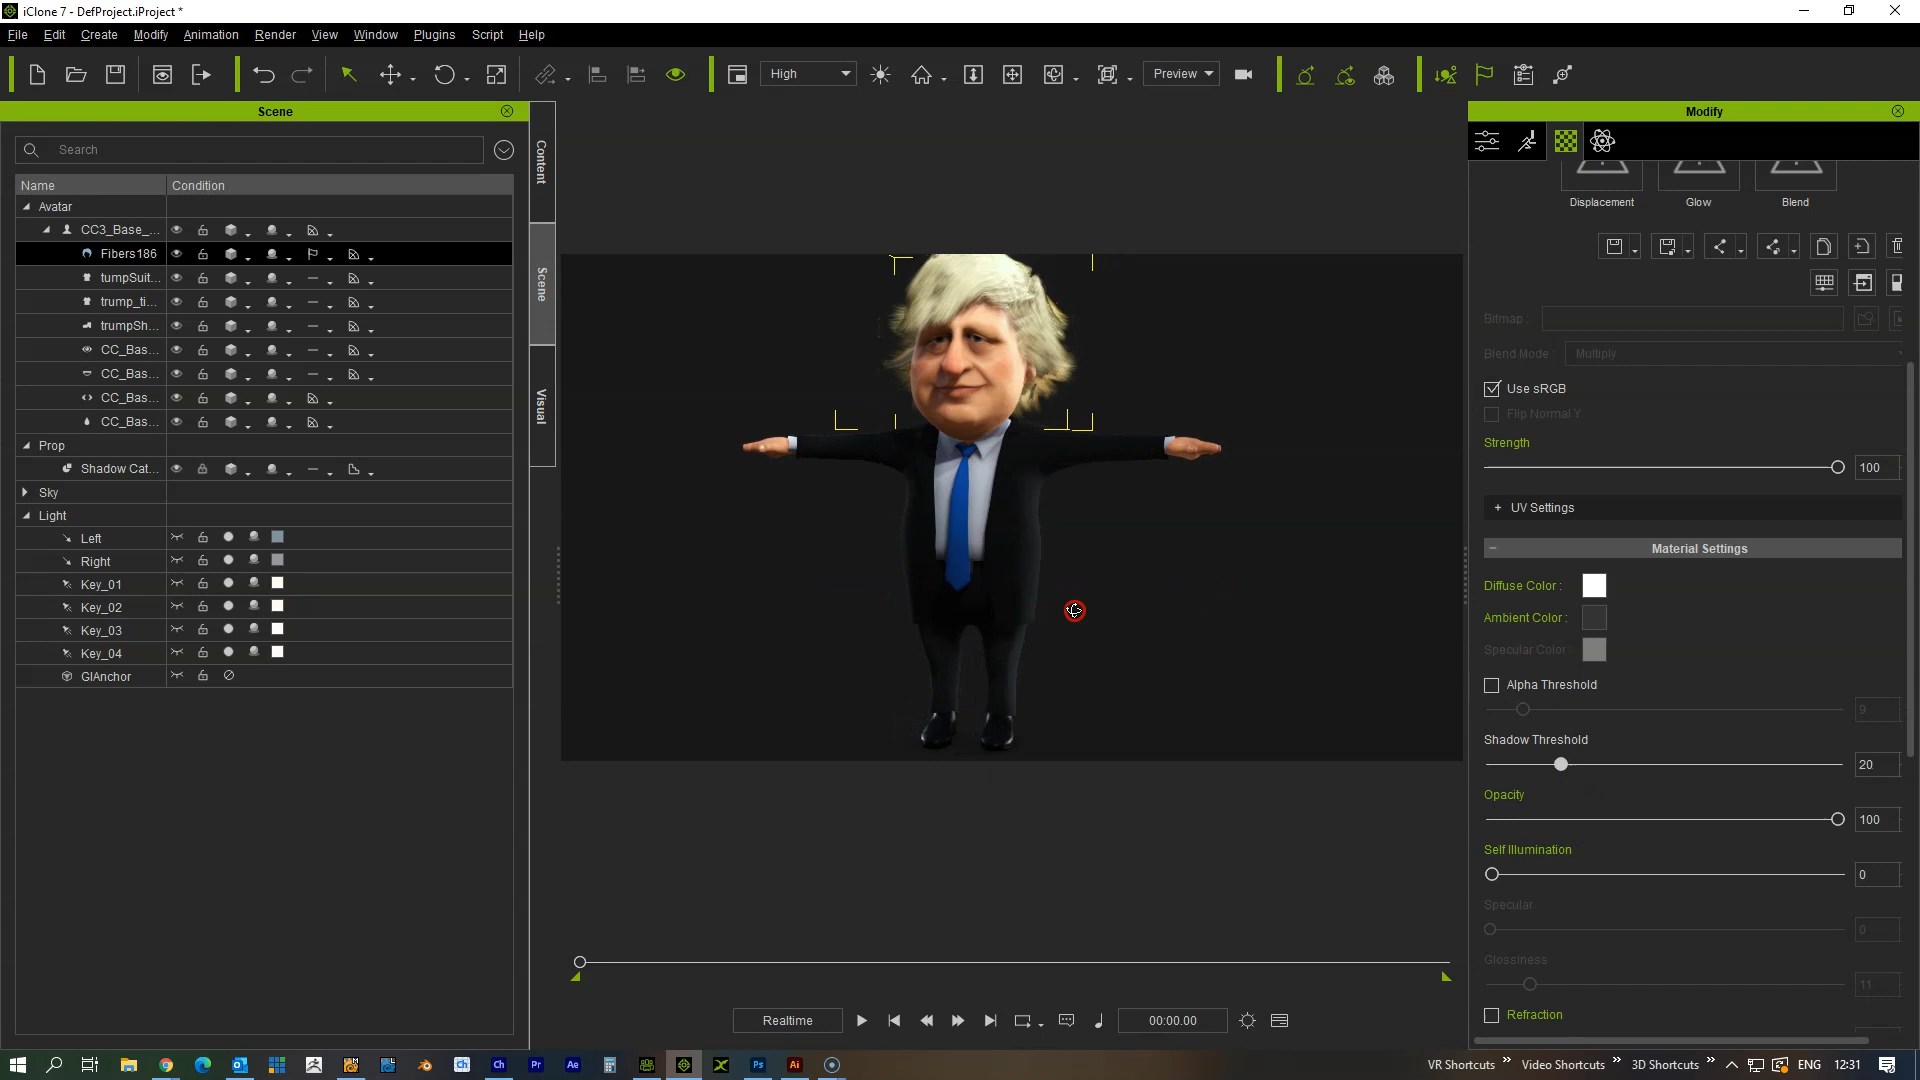 iClone 7 - DefProject.iProject *
File Edit Create Modify Animation Render View Window Plugins Script Help
High
Preview
Scene
Search
Name Condition
Avatar
CC3_Base_...
Fibers186
tumpSuit...
trump_ti...
trumpSh...
CC_Bas...
CC_Bas...
CC_Bas...
CC_Bas...
Prop
Shadow Cat...
Sky
Light
Left
Right
Key_01
Key_02
Key_03
Key_04
GIAnchor
Content
Scene
Visual
Realtime
00:00.00
Modify
Displacement Glow Blend
Bitmap :
Blend Mode : Multiply
Use sRGB
Flip Normal Y
Strength
100
+ UV Settings
Material Settings
Diffuse Color :
Ambient Color :
Specular Color :
Alpha Threshold
9
Shadow Threshold
20
Opacity
100
Self Illumination
0
Specular
0
Glossiness
11
Refraction
VR Shortcuts Video Shortcuts 3D Shortcuts ENG 12:31